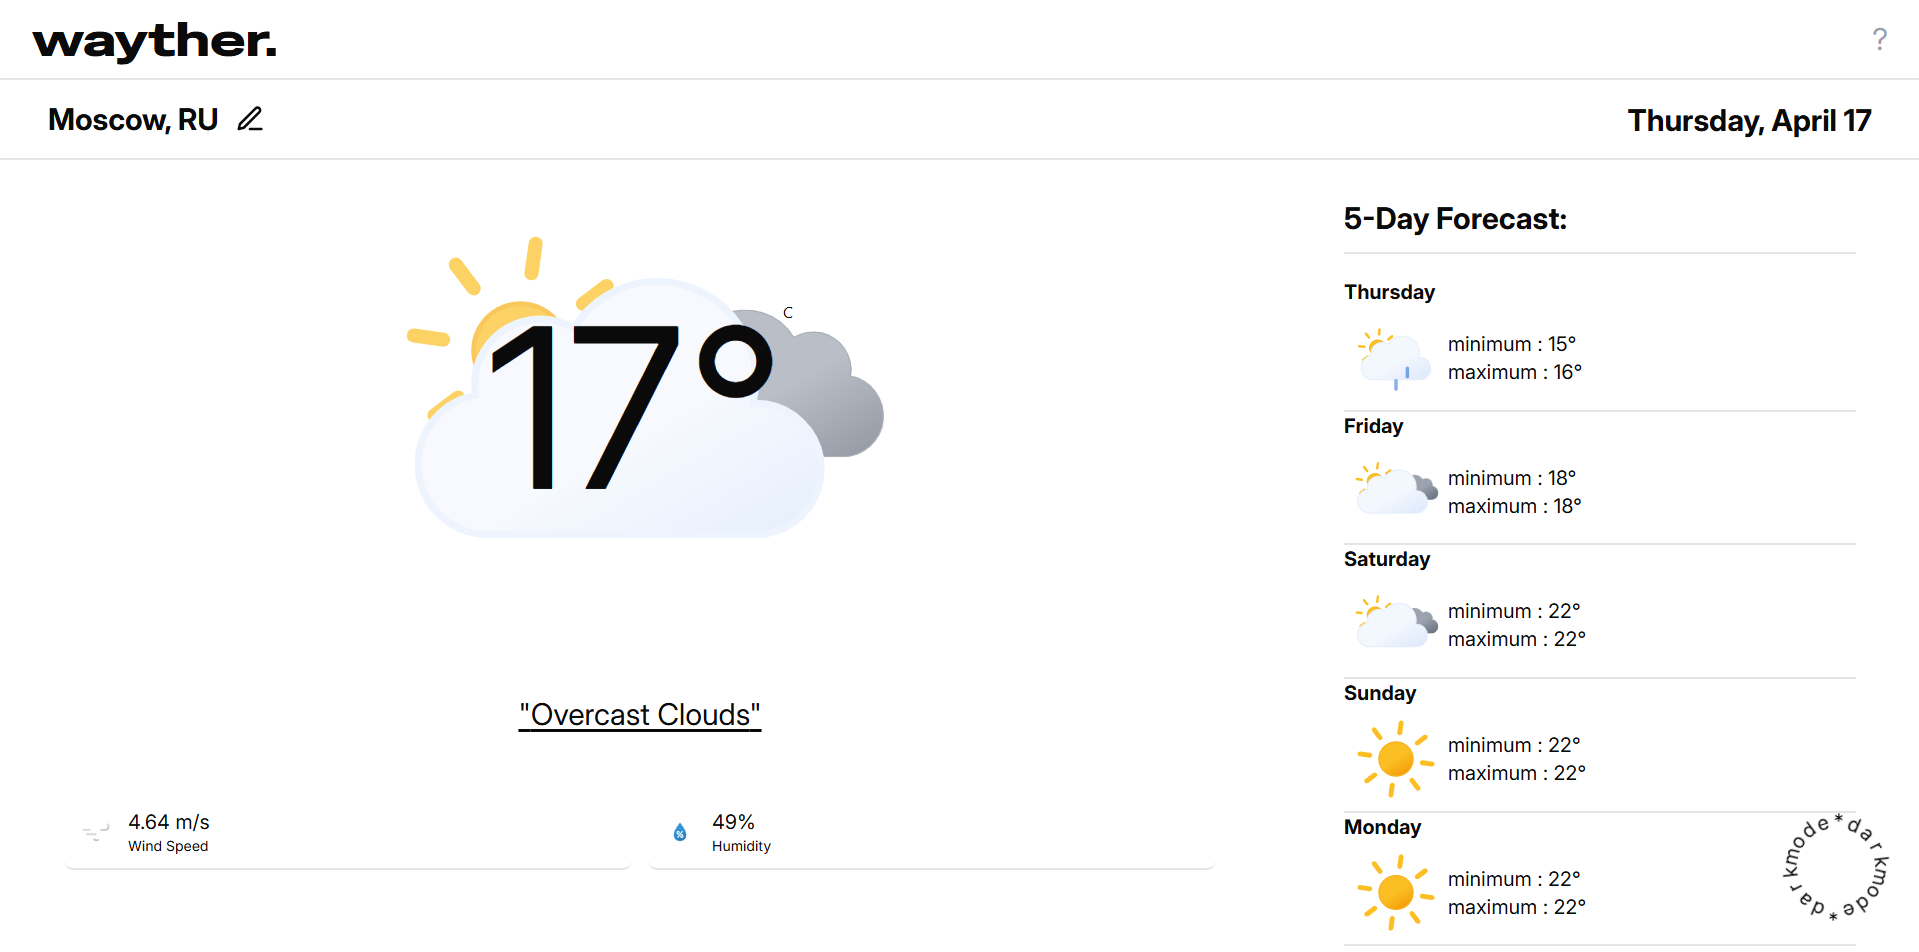 wayther.
?
Moscow, RU
Thursday, April 17
17°
C
"Overcast Clouds"
4.64 m/s
Wind Speed
%
49%
Humidity
5-Day Forecast:
Thursday
minimum : 15°
maximum : 16°
Friday
minimum : 18°
maximum : 18°
Saturday
minimum : 22°
maximum : 22°
Sunday
minimum : 22°
maximum : 22°
Monday
minimum : 22°
maximum : 22°
*darkmode*darkmode